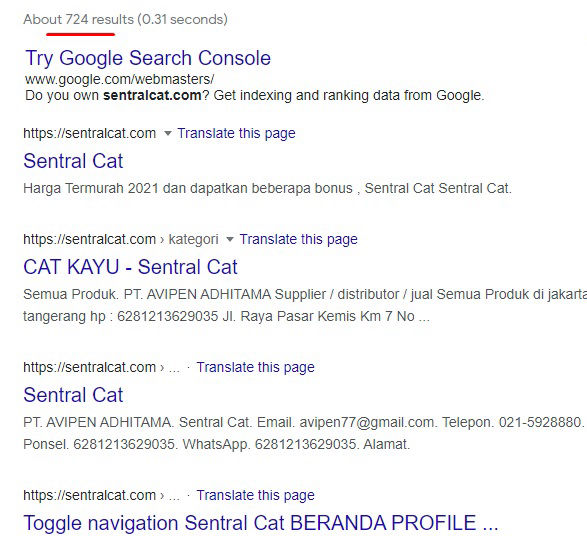 About 724 results (0.31 seconds)
Try Google Search Console
www.google.com/webmasters/
Do you own sentralcat.com? Get indexing and ranking data from Google.
https://sentralcat.com Translate this page
Sentral Cat
Harga Termurah 2021 dan dapatkan beberapa bonus , Sentral Cat Sentral Cat.
https://sentralcat.com › kategori Translate this page
CAT KAYU - Sentral Cat
Semua Produk. PT. AVIPEN ADHITAMA Supplier / distributor / jual Semua Produk di jakarta
tangerang hp : 6281213629035 Jl. Raya Pasar Kemis Km 7 No ...
https://sentralcat.com › ... · Translate this page
Sentral Cat
PT. AVIPEN ADHITAMA. Sentral Cat. Email. avipen77@gmail.com. Telepon. 021-5928880.
Ponsel. 6281213629035. WhatsApp. 6281213629035. Alamat.
https://sentralcat.com › ... · Translate this page
Toggle navigation Sentral Cat BERANDA PROFILE ...